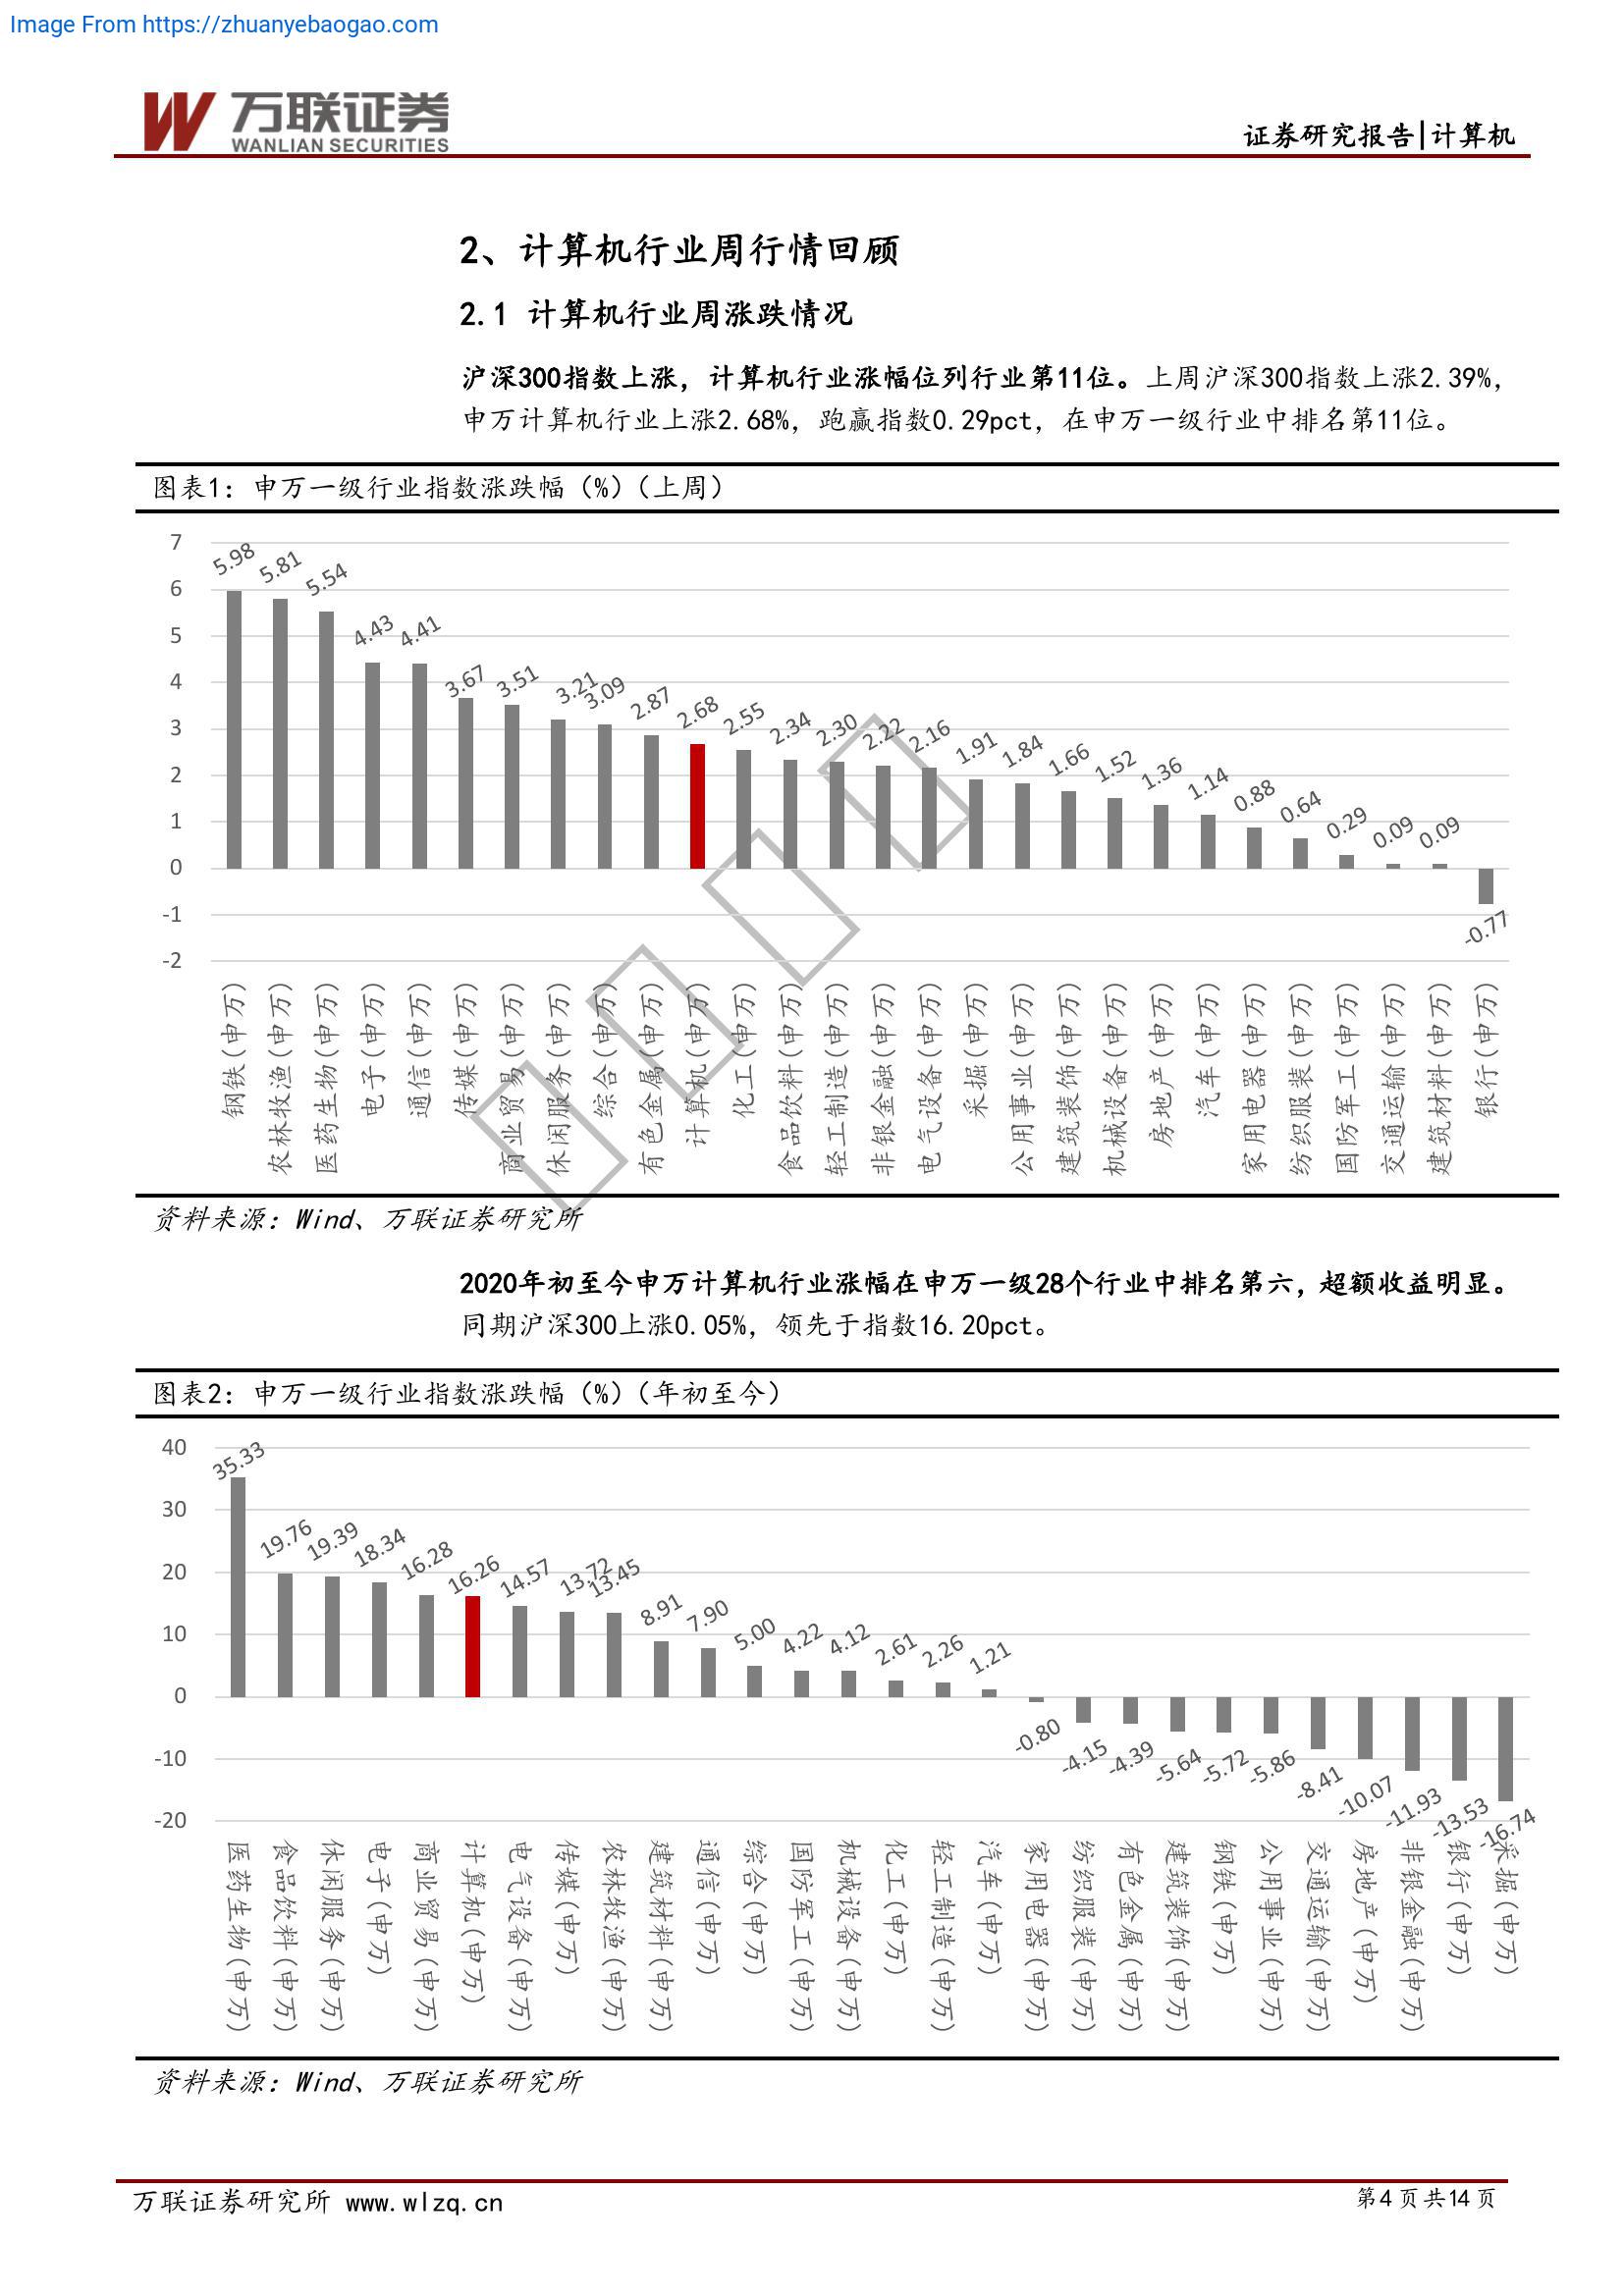 Image From https://zhuanyebaogao.com
万联证券
WANLIAN SECURITIES
证券研究报告|计算机
2、计算机行业周行情回顾
2.1 计算机行业周涨跌情况
沪深300指数上涨，计算机行业涨幅位列行业第11位。上周沪深300指数上涨2.39%，
申万计算机行业上涨2.68%，跑赢指数0.29pct，在申万一级行业中排名第11位。
图表1：申万一级行业指数涨跌幅（%）（上周）
7
6
5
4
3
2
1
0
-1
-2
5.98
5.81
5.54
4.43
4.41
3.67
3.51
3.21
3.09
2.87
2.68
2.55
2.34
2.30
2.22
2.16
1.91
1.84
1.66
1.52
1.36
1.14
0.88
0.64
0.29
0.09
0.09
-0.77
钢铁(申万)
农林牧渔(申万)
医药生物(申万)
电子(申万)
通信(申万)
传媒(申万)
商业贸易(申万)
休闲服务(申万)
综合(申万)
有色金属(申万)
计算机(申万)
化工(申万)
食品饮料(申万)
轻工制造(申万)
非银金融(申万)
电气设备(申万)
采掘(申万)
公用事业(申万)
建筑装饰(申万)
机械设备(申万)
房地产(申万)
汽车(申万)
家用电器(申万)
纺织服装(申万)
国防军工(申万)
交通运输(申万)
建筑材料(申万)
银行(申万)
资料来源：Wind、万联证券研究所
2020年初至今申万计算机行业涨幅在申万一级28个行业中排名第六，超额收益明显。
同期沪深300上涨0.05%，领先于指数16.20pct。
图表2：申万一级行业指数涨跌幅（%）（年初至今）
40
30
20
10
0
-10
-20
35.33
19.76
19.39
18.34
16.28
16.26
14.57
13.72
13.45
8.91
7.90
5.00
4.22
4.12
2.61
2.26
1.21
-0.80
-4.15
-4.39
-5.64
-5.72
-5.86
-8.41
-10.07
-11.93
-13.53
-16.74
医药生物(申万)
食品饮料(申万)
休闲服务(申万)
电子(申万)
商业贸易(申万)
计算机(申万)
电气设备(申万)
传媒(申万)
农林牧渔(申万)
建筑材料(申万)
通信(申万)
综合(申万)
国防军工(申万)
机械设备(申万)
化工(申万)
轻工制造(申万)
汽车(申万)
家用电器(申万)
纺织服装(申万)
有色金属(申万)
建筑装饰(申万)
钢铁(申万)
公用事业(申万)
交通运输(申万)
房地产(申万)
非银金融(申万)
银行(申万)
采掘(申万)
资料来源：Wind、万联证券研究所
万联证券研究所 www.wlzq.cn
第4页共14页